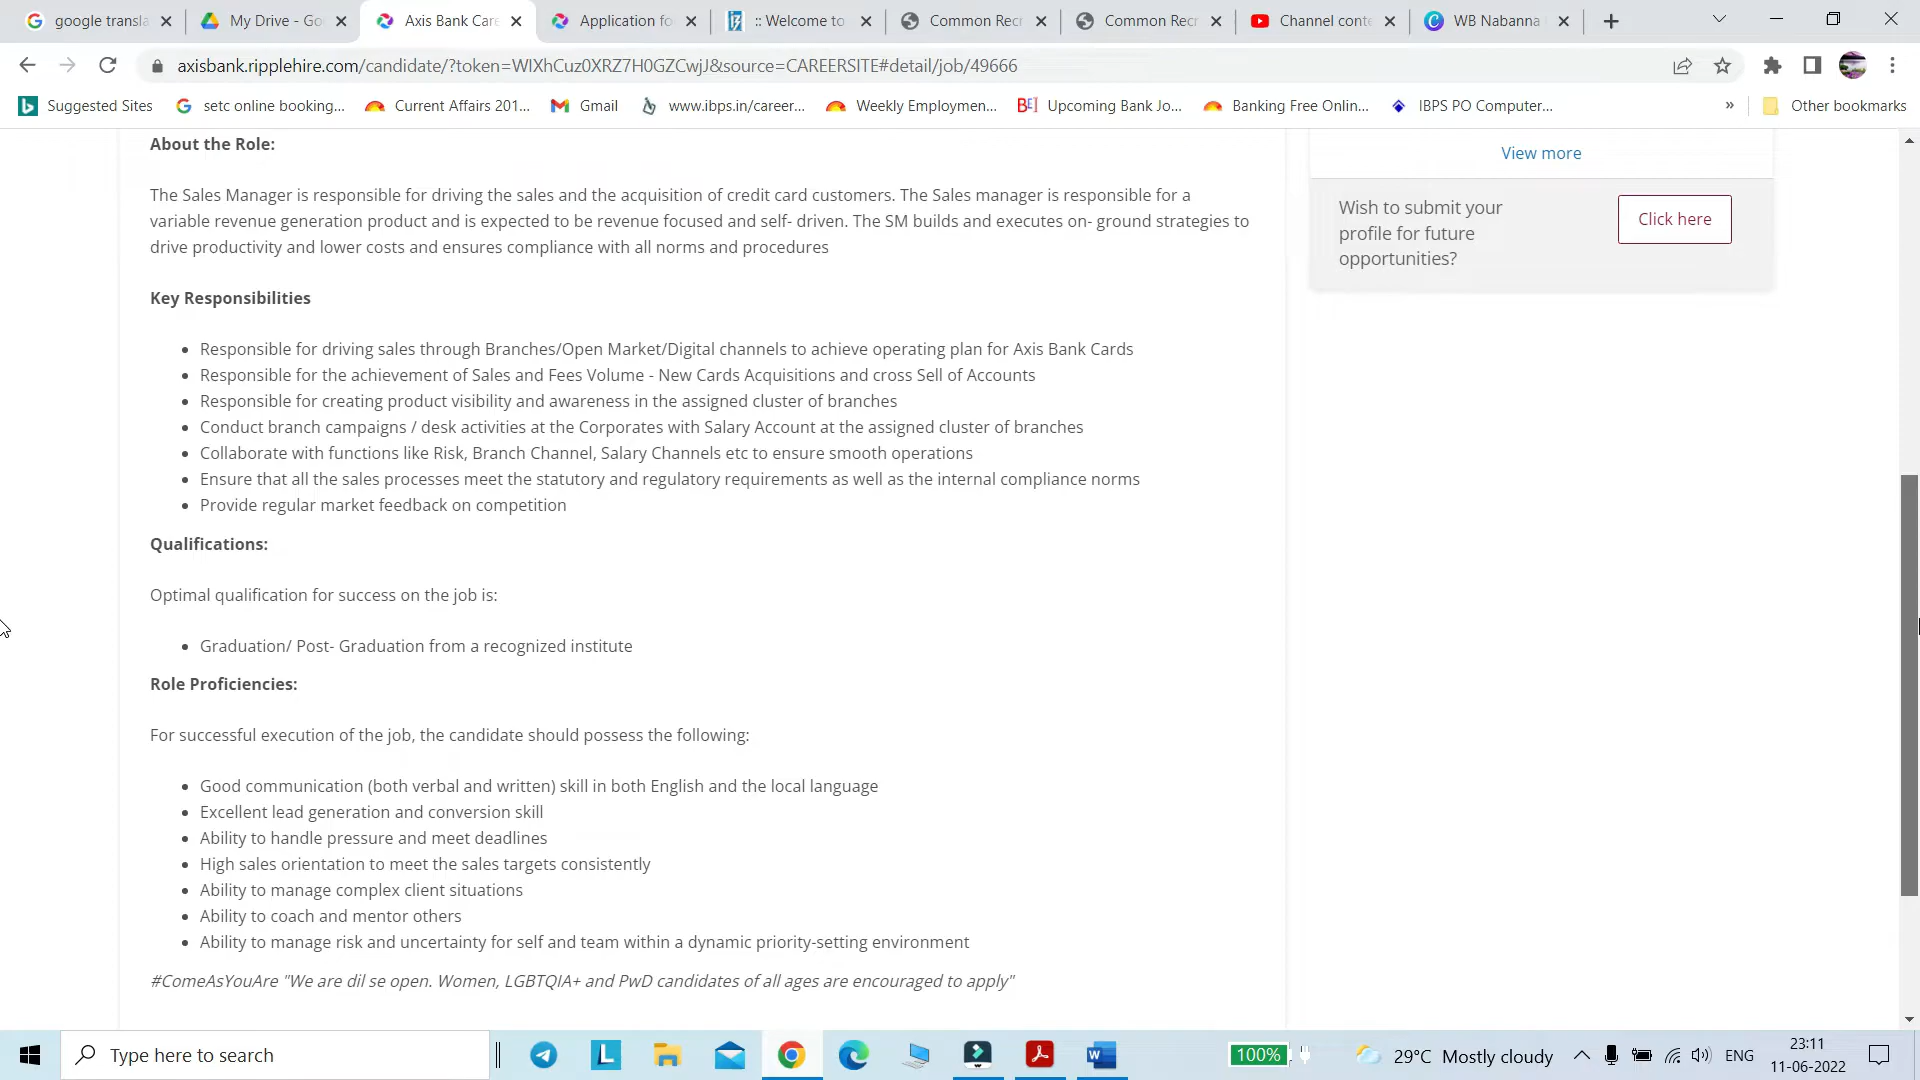 google transla
My Drive - Go
Axis Bank Care
Application fo
:: Welcome to
Common Recr
Common Recr
Channel conte
WB Nabanna
axisbank.ripplehire.com/candidate/?token=WIXhCuz0XRZ7H0GZCwjJ&source=CAREERSITE#detail/job/49666
Suggested Sites
setc online booking...
Current Affairs 201...
Gmail
www.ibps.in/career...
Weekly Employmen...
Upcoming Bank Jo...
Banking Free Onlin...
IBPS PO Computer...
»
Other bookmarks
About the Role:
The Sales Manager is responsible for driving the sales and the acquisition of credit card customers. The Sales manager is responsible for a
variable revenue generation product and is expected to be revenue focused and self- driven. The SM builds and executes on- ground strategies to
drive productivity and lower costs and ensures compliance with all norms and procedures
Key Responsibilities
Responsible for driving sales through Branches/Open Market/Digital channels to achieve operating plan for Axis Bank Cards
Responsible for the achievement of Sales and Fees Volume - New Cards Acquisitions and cross Sell of Accounts
Responsible for creating product visibility and awareness in the assigned cluster of branches
Conduct branch campaigns / desk activities at the Corporates with Salary Account at the assigned cluster of branches
Collaborate with functions like Risk, Branch Channel, Salary Channels etc to ensure smooth operations
Ensure that all the sales processes meet the statutory and regulatory requirements as well as the internal compliance norms
Provide regular market feedback on competition
Qualifications:
Optimal qualification for success on the job is:
Graduation/ Post- Graduation from a recognized institute
Role Proficiencies:
For successful execution of the job, the candidate should possess the following:
Good communication (both verbal and written) skill in both English and the local language
Excellent lead generation and conversion skill
Ability to handle pressure and meet deadlines
High sales orientation to meet the sales targets consistently
Ability to manage complex client situations
Ability to coach and mentor others
Ability to manage risk and uncertainty for self and team within a dynamic priority-setting environment
#ComeAsYouAre "We are dil se open. Women, LGBTQIA+ and PwD candidates of all ages are encouraged to apply"
View more
Wish to submit your
profile for future
opportunities?
Click here
Type here to search
100%
29°C Mostly cloudy
ENG
23:11
11-06-2022